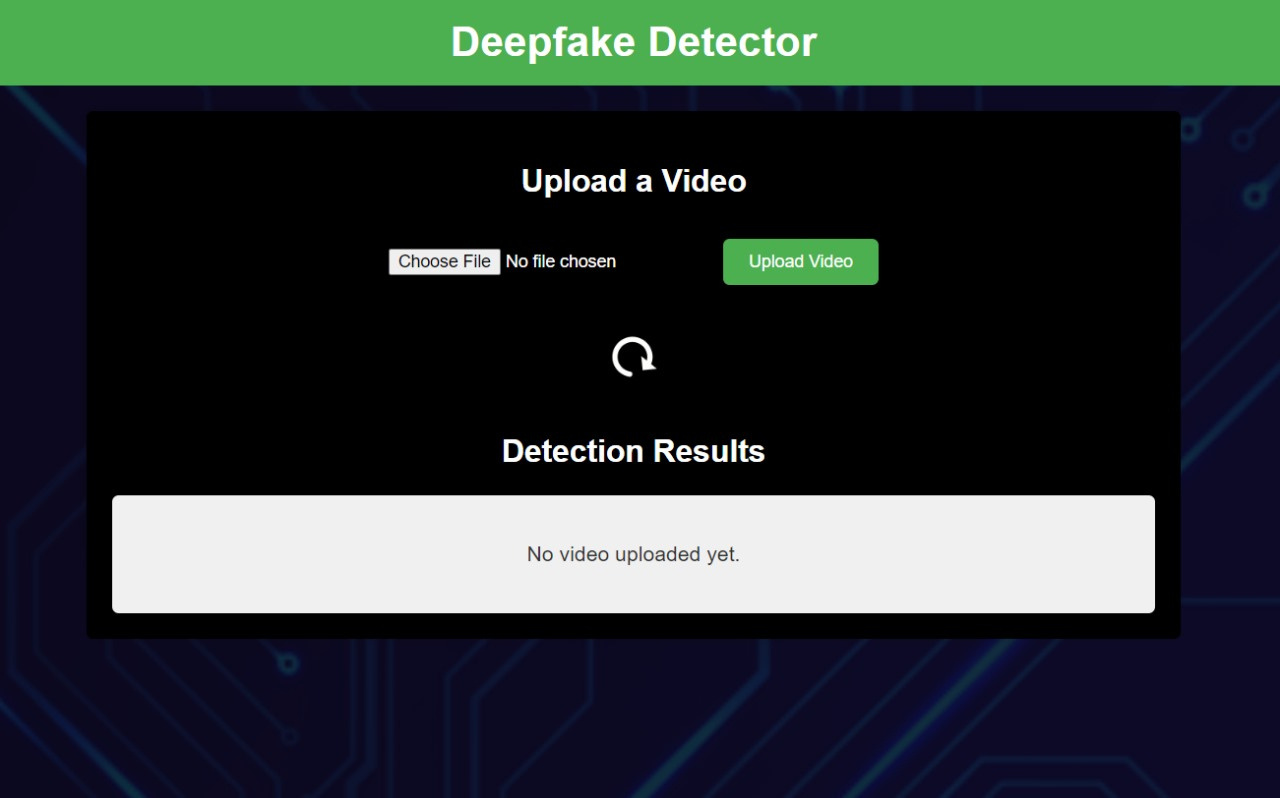 Deepfake Detector
Upload a Video
Choose File No file chosen Upload Video
Detection Results
No video uploaded yet.